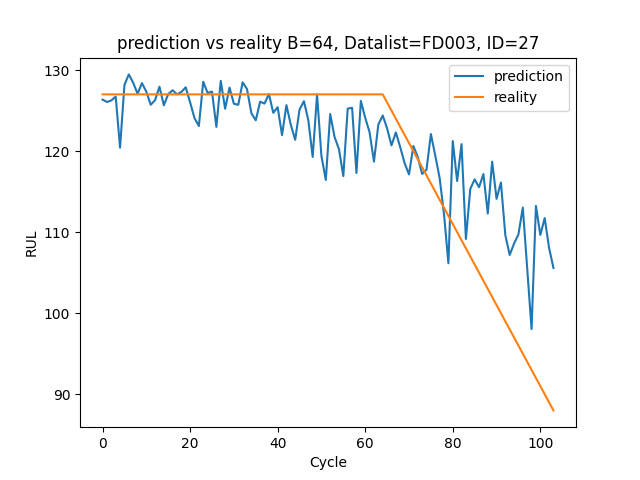 prediction vs reality B=64, Datalist=FD003, ID=27
prediction
reality
130
120
110
100
90
RUL
0
20
40
60
80
100
Cycle